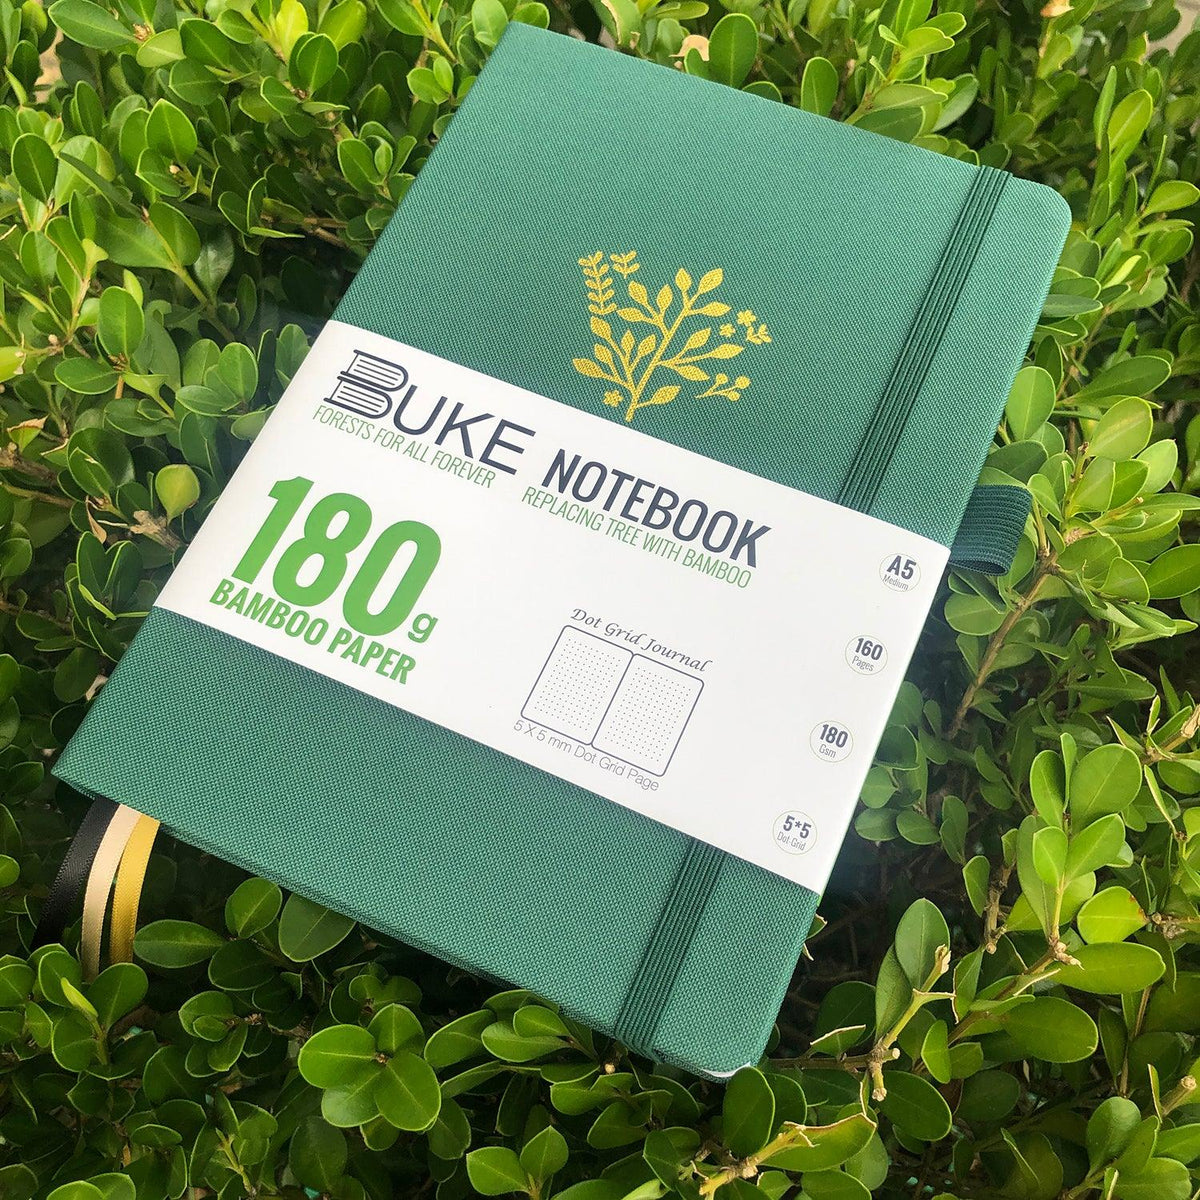 BUKE NOTEBOOK
FORESTS FOR ALL FOREVER
REPLACING TREE WITH BAMBOO
180g
BAMBOO PAPER
Dot Grid Journal
5 X 5 mm Dot Grid Page
A5
Medium
160
Pages
180
Gsm
5*5
Dot Grid